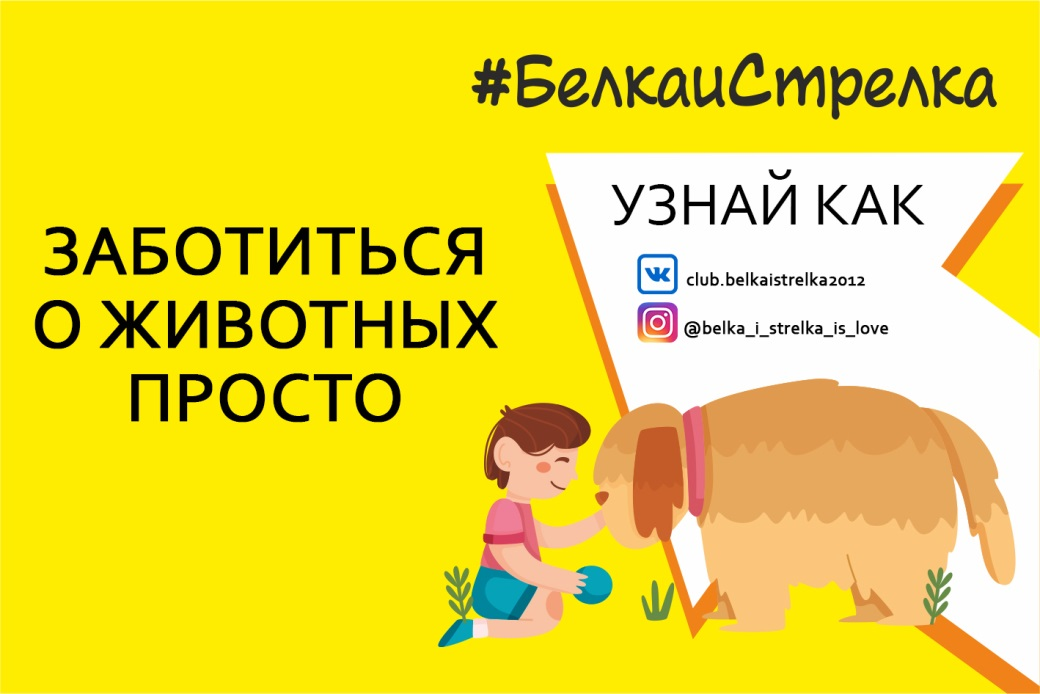 #БелкаиСтрелка
ЗАБОТИТЬСЯ
О ЖИВОТНЫХ
ПРОСТО
УЗНАЙ КАК
club.belkaistrelka2012
@belka_i_strelka_is_love